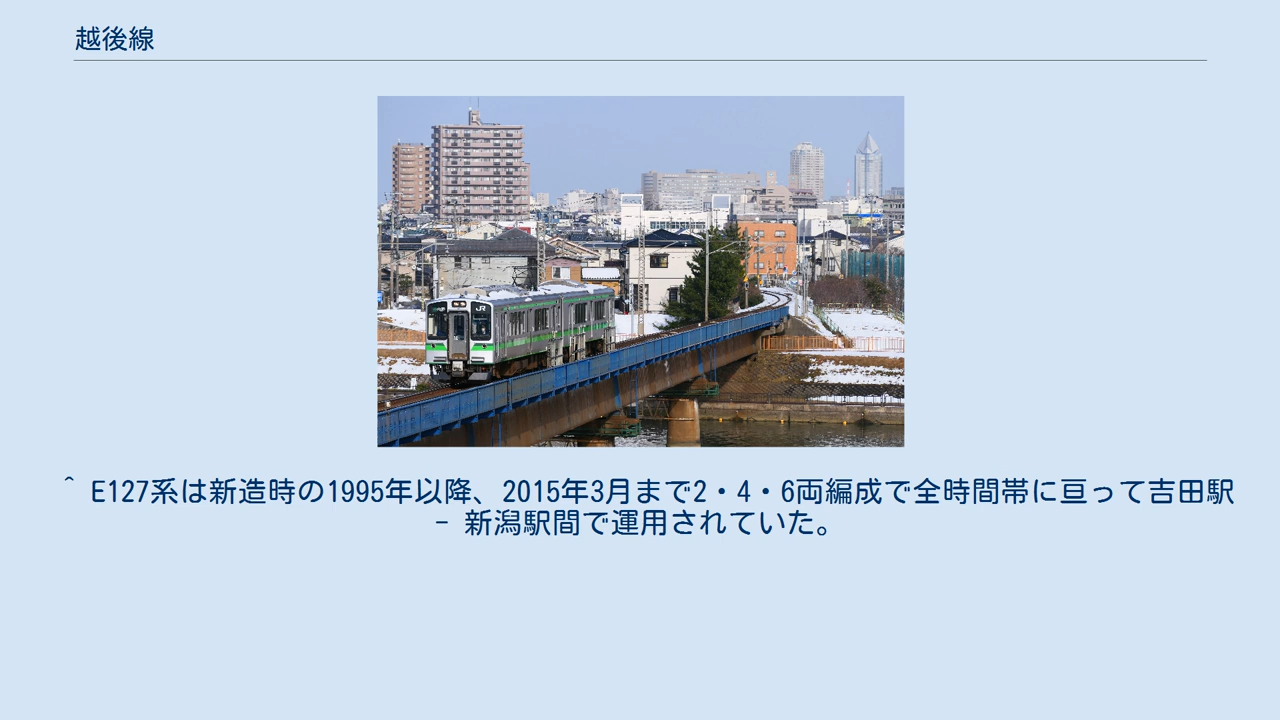 越後線
JR
^ E127系は新造時の1995年以降、2015年3月まで2・4・6両編成で全時間帯に亘って吉田駅
- 新潟駅間で運用されていた。